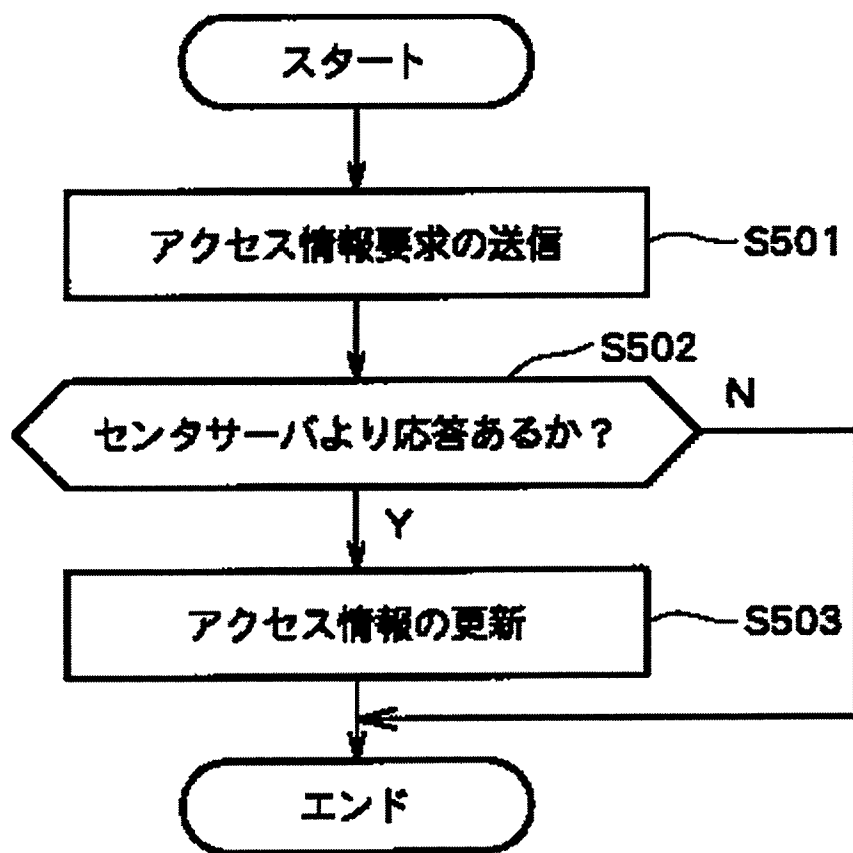 スタート
アクセス情報要求の送信
S501
S502
センタサーバより応答あるか？
N
Y
アクセス情報の更新
S503
エンド